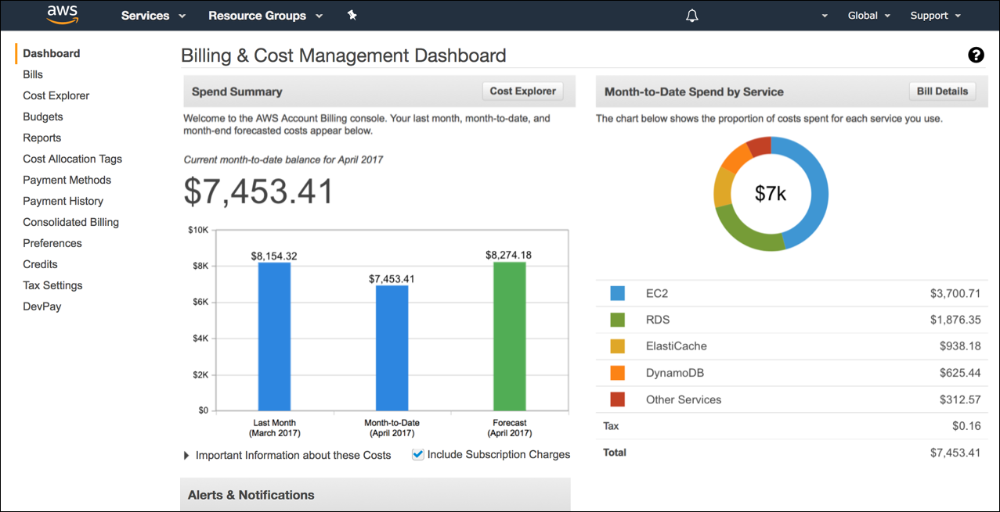 aws Services Resource Groups Global Support
Dashboard
Bills
Cost Explorer
Budgets
Reports
Cost Allocation Tags
Payment Methods
Payment History
Consolidated Billing
Preferences
Credits
Tax Settings
DevPay
Billing & Cost Management Dashboard
?
Spend Summary
Cost Explorer
Welcome to the AWS Account Billing console. Your last month, month-to-date, and
month-end forecasted costs appear below.
Current month-to-date balance for April 2017
$7,453.41
$10K
$8K
$6K
$4K
$2K
$0
$8,154.32
$7,453.41
$8,274.18
Last Month
(March 2017)
Month-to-Date
(April 2017)
Forecast
(April 2017)
Important Information about these Costs
Include Subscription Charges
Alerts & Notifications
Month-to-Date Spend by Service
Bill Details
The chart below shows the proportion of costs spent for each service you use.
$7k
EC2 $3,700.71
RDS $1,876.35
ElastiCache $938.18
DynamoDB $625.44
Other Services $312.57
Tax $0.16
Total $7,453.41